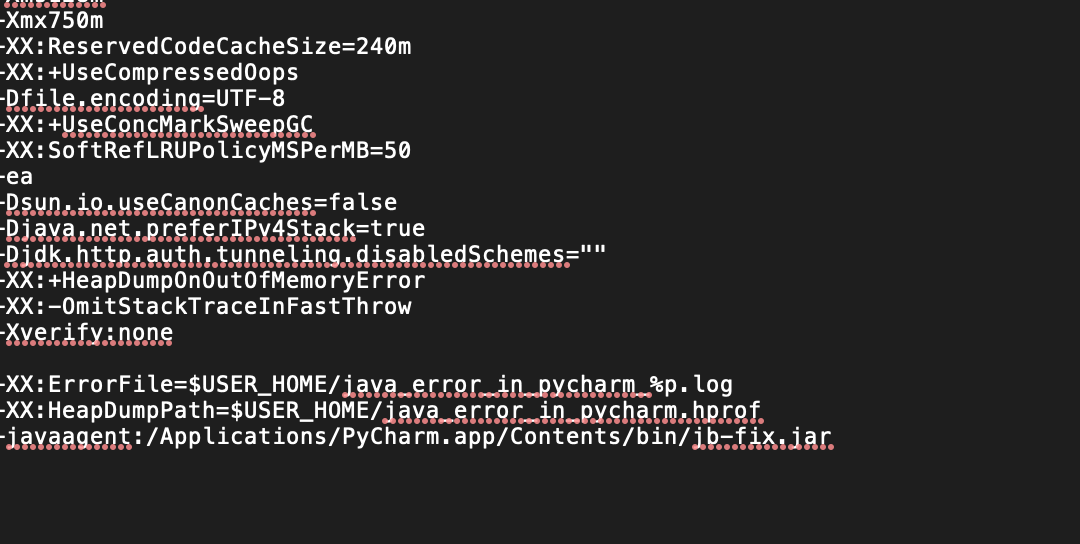 -Xmx750m
-XX:ReservedCodeCacheSize=240m
-XX:+UseCompressedOops
-Dfile.encoding=UTF-8
-XX:+UseConcMarkSweepGC
-XX:SoftRefLRUPolicyMSPerMB=50
-ea
-Dsun.io.useCanonCaches=false
-Djava.net.preferIPv4Stack=true
-Djdk.http.auth.tunneling.disabledSchemes=""
-XX:+HeapDumpOnOutOfMemoryError
-XX:-OmitStackTraceInFastThrow
-Xverify:none
-XX:ErrorFile=$USER_HOME/java_error_in_pycharm_%p.log
-XX:HeapDumpPath=$USER_HOME/java_error_in_pycharm.hprof
-javaagent:/Applications/PyCharm.app/Contents/bin/jb-fix.jar